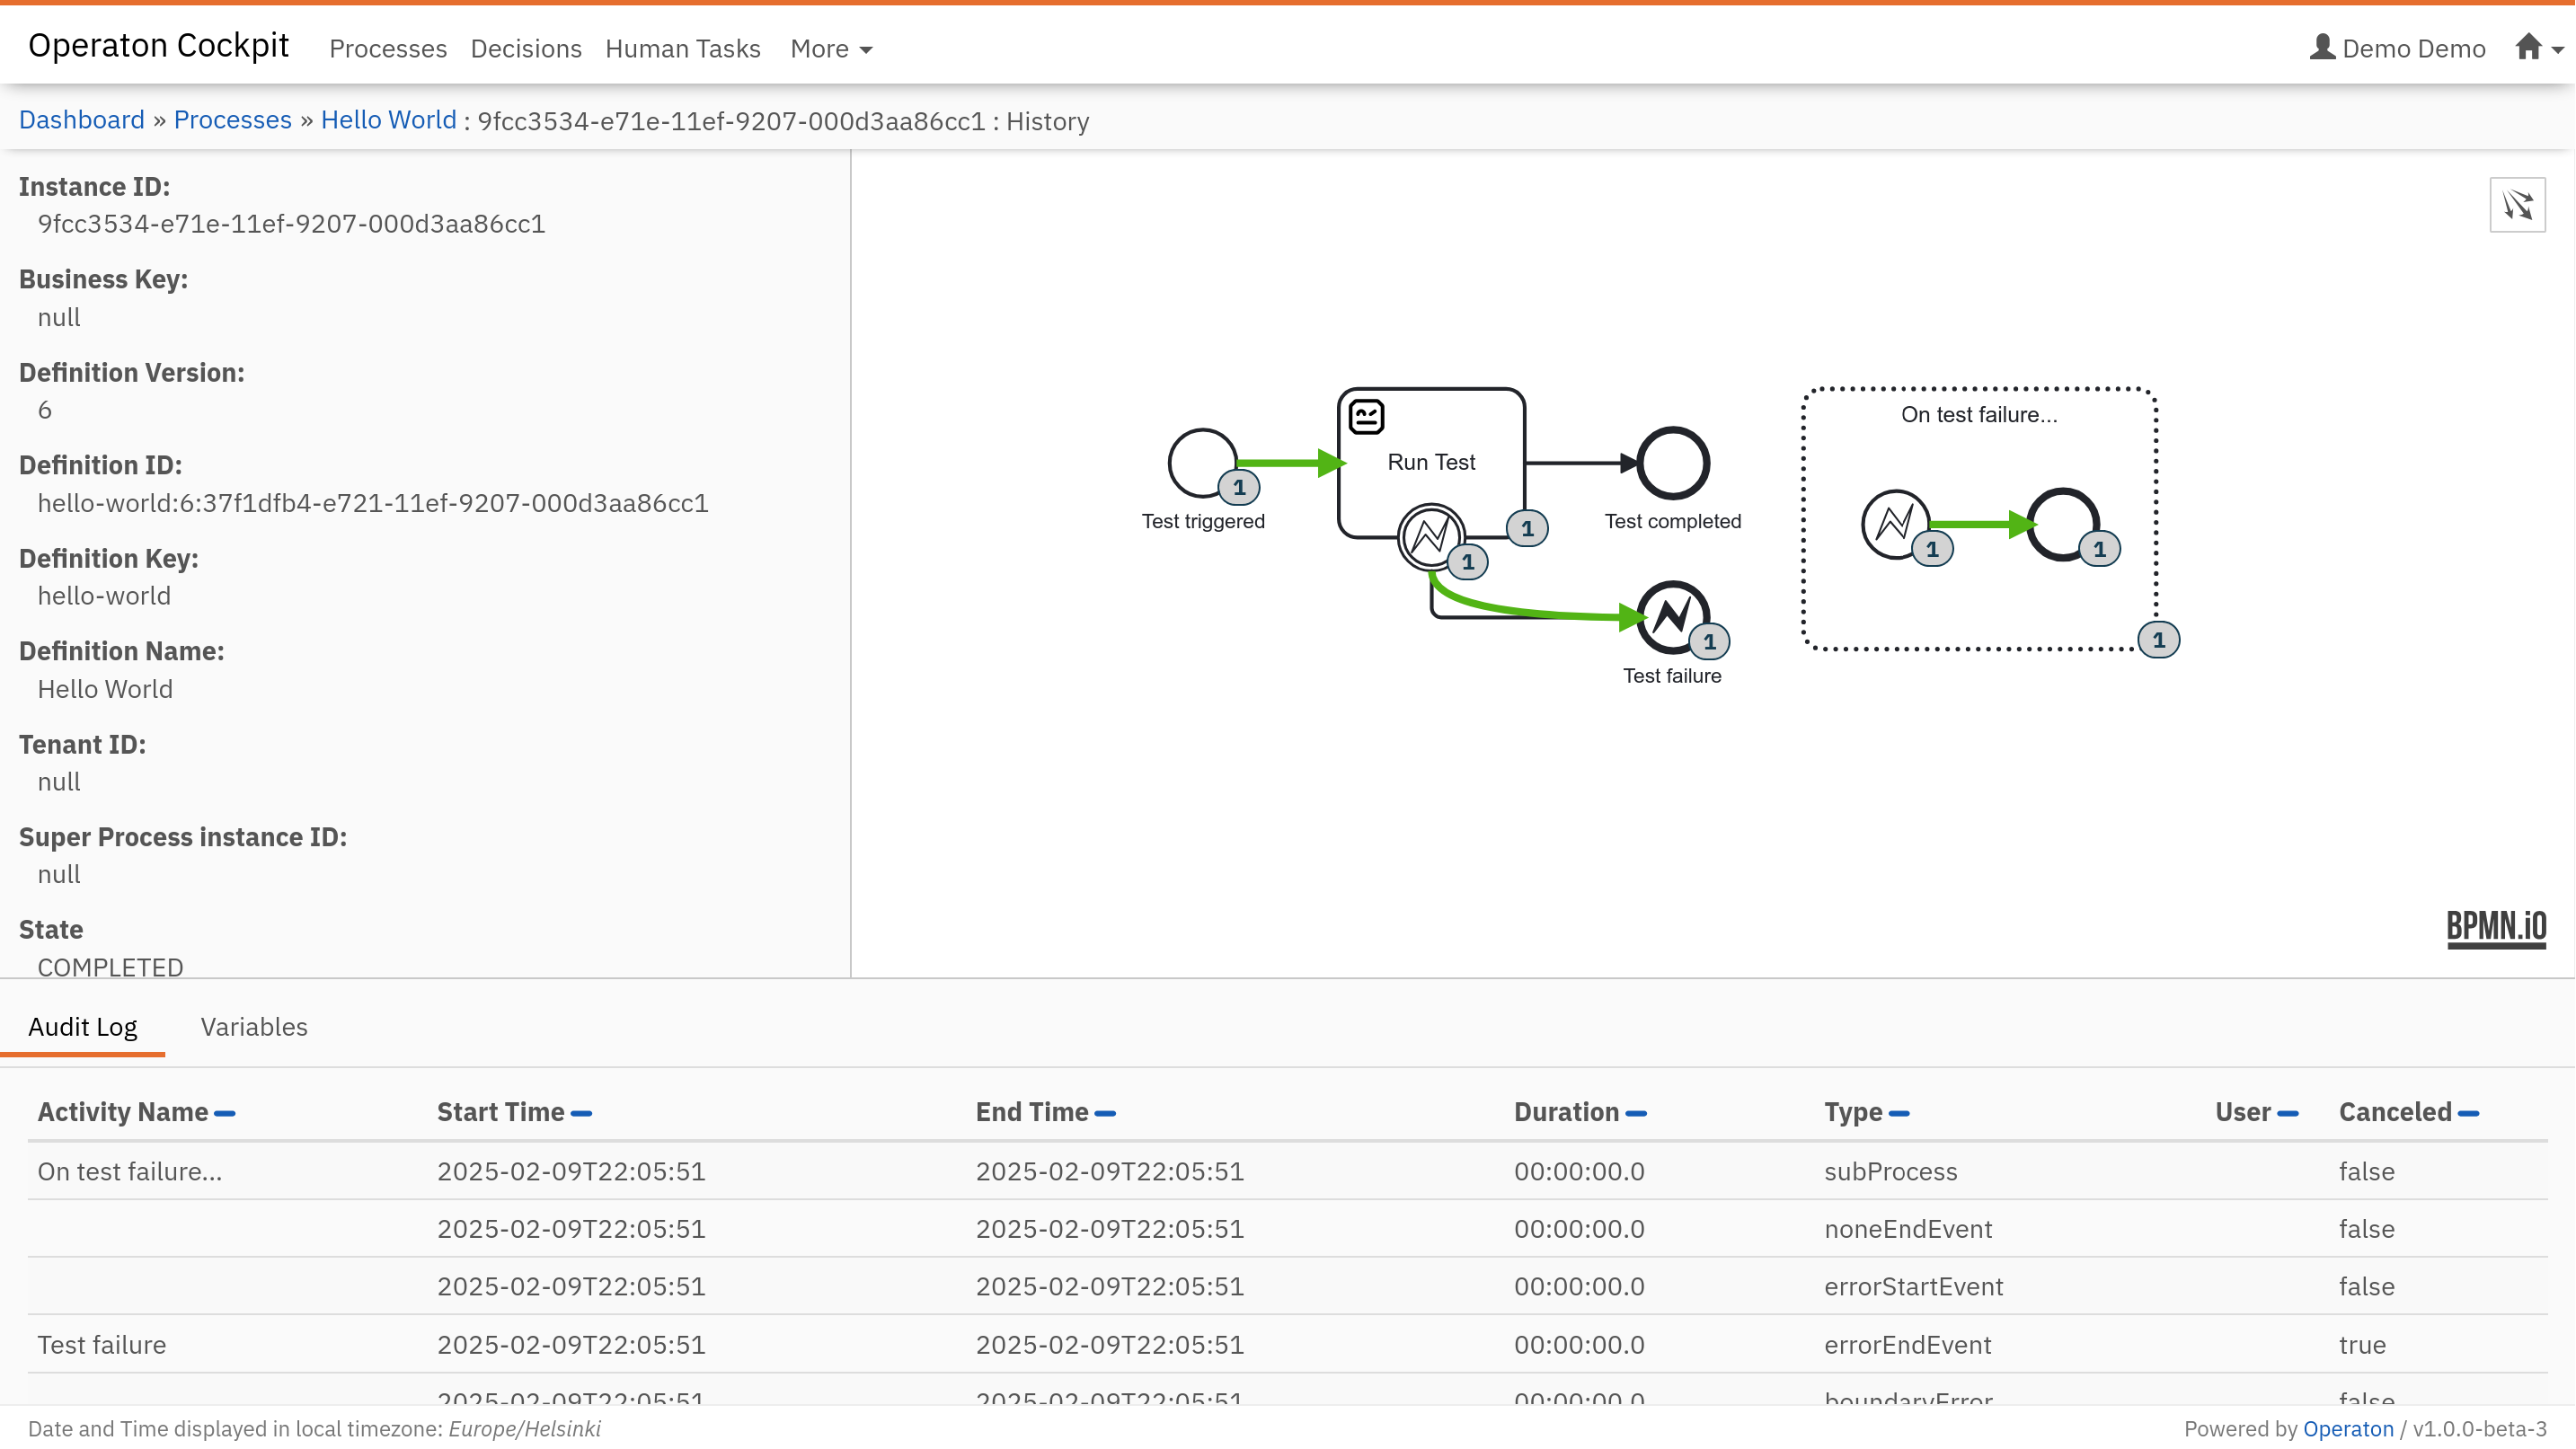 Operaton Cockpit Processes Decisions Human Tasks More Demo Demo
Dashboard » Processes » Hello World : 9fcc3534-e71e-11ef-9207-000d3aa86cc1 : History
Instance ID:
9fcc3534-e71e-11ef-9207-000d3aa86cc1
Business Key:
null
Definition Version:
6
Definition ID:
hello-world:6:37f1dfb4-e721-11ef-9207-000d3aa86cc1
Definition Key:
hello-world
Definition Name:
Hello World
Tenant ID:
null
Super Process instance ID:
null
State
COMPLETED
On test failure...
Run Test
1
Test triggered
Test completed
1
1
1
1
1
1
Test failure
BPMN.iO
Audit Log Variables
Activity Name Start Time End Time Duration Type User Canceled
On test failure... 2025-02-09T22:05:51 2025-02-09T22:05:51 00:00:00.0 subProcess false
2025-02-09T22:05:51 2025-02-09T22:05:51 00:00:00.0 noneEndEvent false
2025-02-09T22:05:51 2025-02-09T22:05:51 00:00:00.0 errorStartEvent false
Test failure 2025-02-09T22:05:51 2025-02-09T22:05:51 00:00:00.0 errorEndEvent true
2025-02-09T22:05:51 2025-02-09T22:05:51 00:00:00.0 boundaryError false
Date and Time displayed in local timezone: Europe/Helsinki
Powered by Operaton / v1.0.0-beta-3